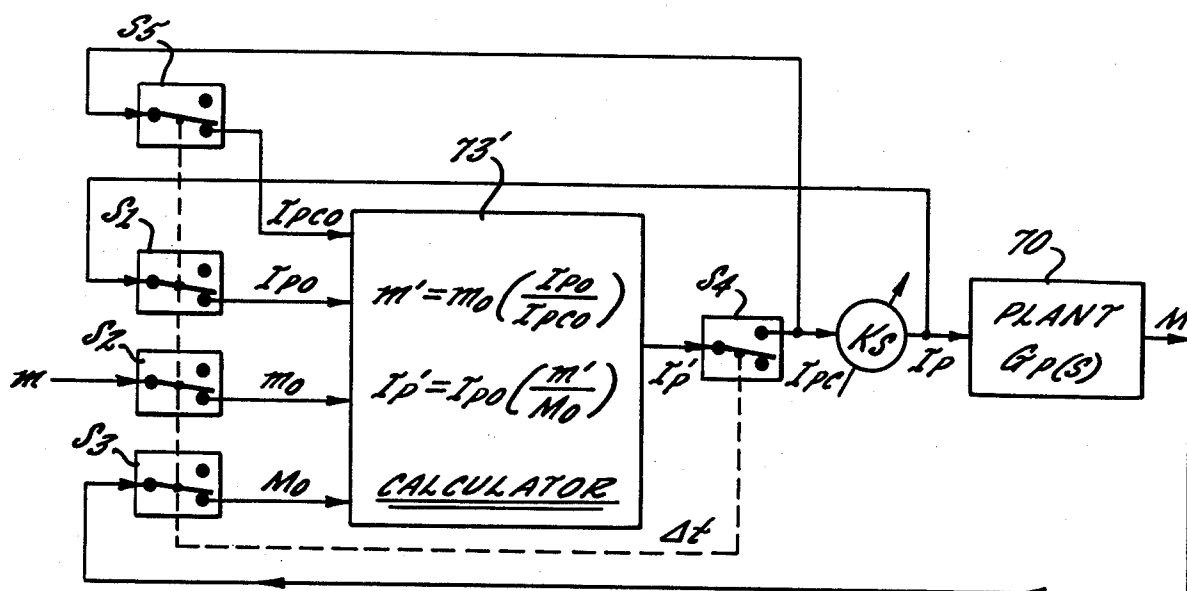 S5
73'
S1
IPCO
IPO
m' = mo (IPO / IPCO)
S4
70
S2
m
mo
IP' = IPO (m' / Mo)
IP'
IPC
KS
IP
PLANT
GP(S)
M
S3
Mo
CALCULATOR
Δt